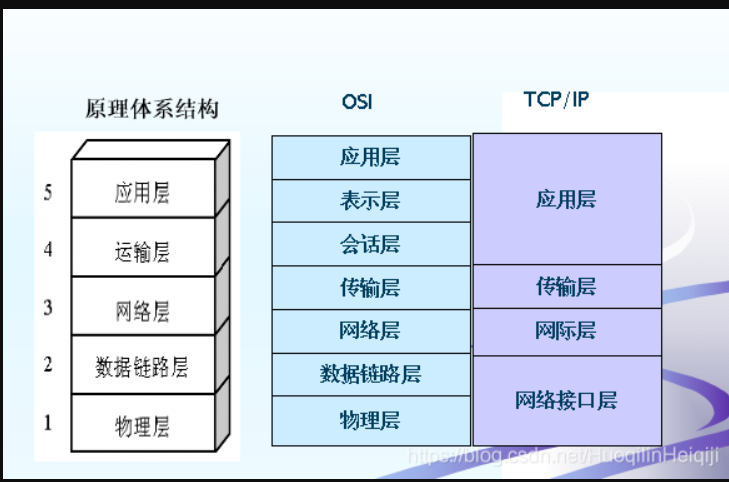 原理体系结构
5 应用层
4 运输层
3 网络层
2 数据链路层
1 物理层
OSI
应用层
表示层
会话层
传输层
网络层
数据链路层
物理层
TCP/IP
应用层
传输层
网际层
网络接口层
https://blog.csdn.net/HuoqilinHeiqiji